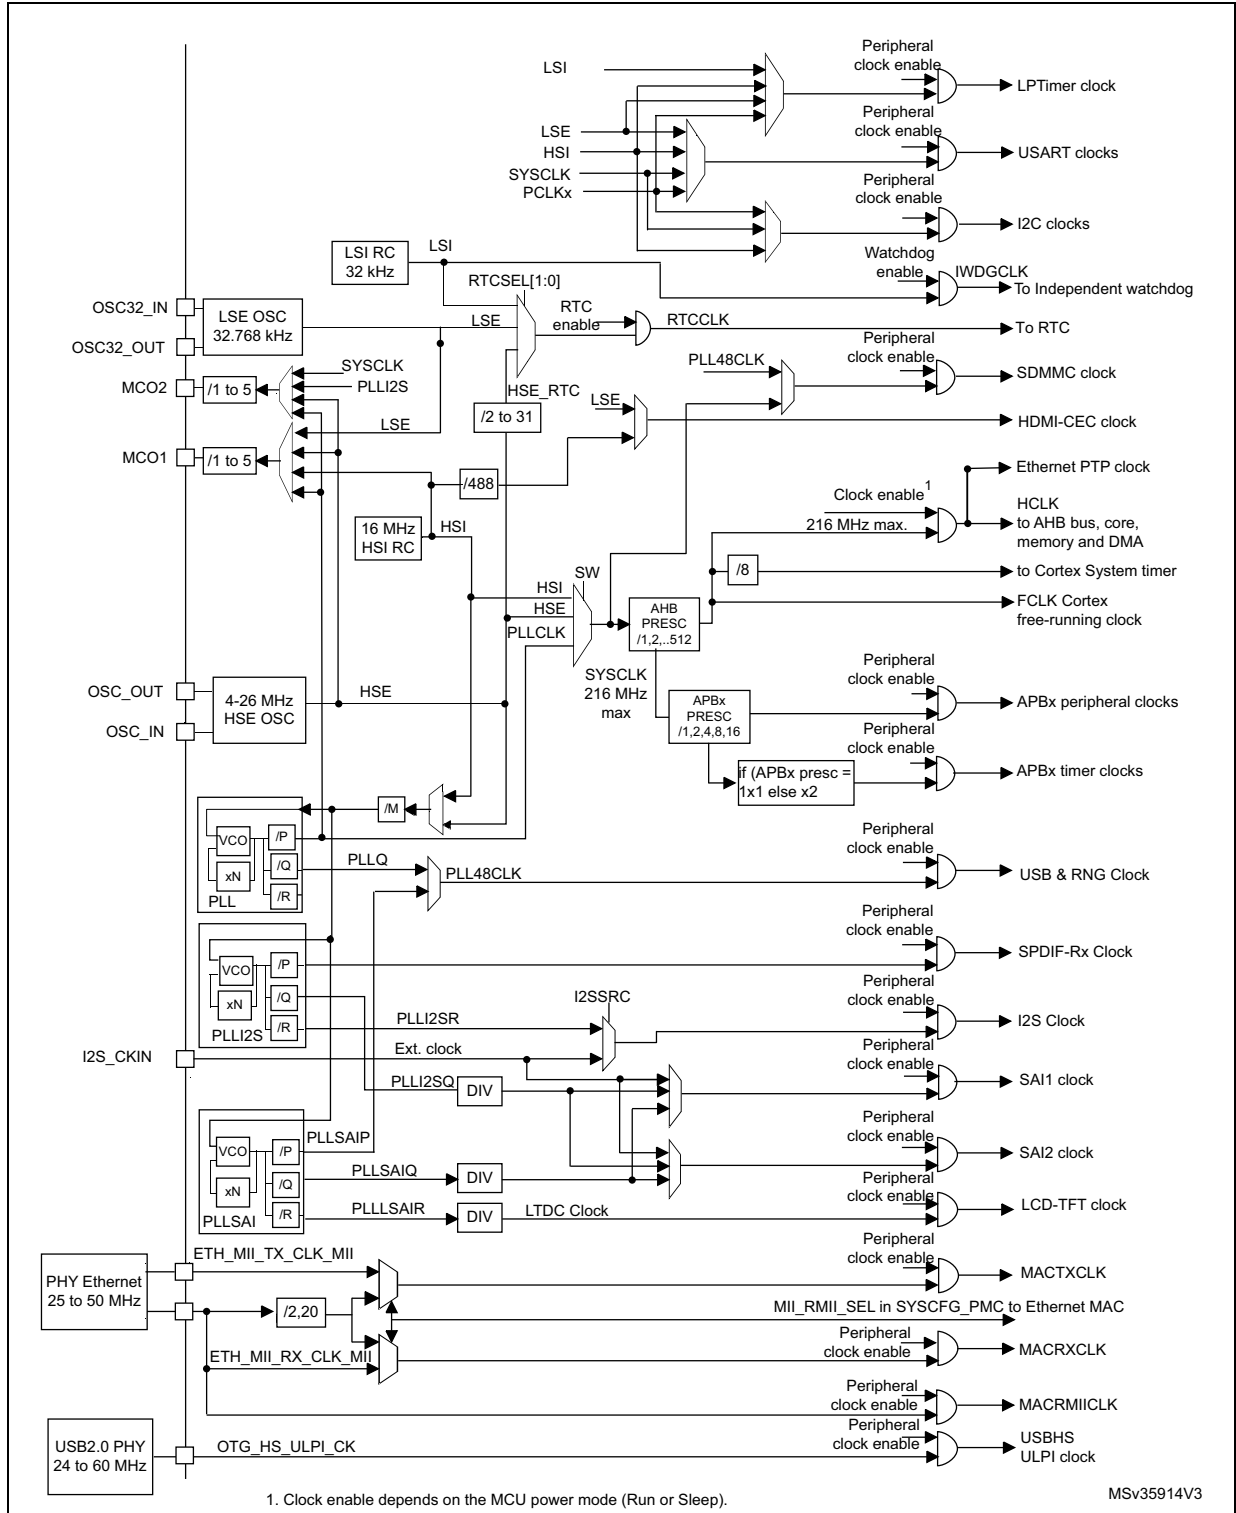 Peripheral
clock enable
LSI
LPTimer clock
Peripheral
clock enable
LSE
HSI
USART clocks
SYSCLK
PCLKx
Peripheral
clock enable
I2C clocks
LSI RC
32 kHz
LSI
Watchdog
enable
IWDGCLK
To Independent watchdog
RTCSEL[1:0]
OSC32_IN
OSC32_OUT
LSE OSC
32.768 kHz
LSE
RTC
enable
RTCCLK
To RTC
Peripheral
clock enable
PLL48CLK
SDMMC clock
MCO2
/1 to 5
SYSCLK
PLLI2S
HSE_RTC
/2 to 31
LSE
HDMI-CEC clock
LSE
MCO1
/1 to 5
/488
Ethernet PTP clock
Clock enable1
216 MHz max.
HCLK
to AHB bus, core,
memory and DMA
16 MHz
HSI RC
HSI
/8
to Cortex System timer
SW
HSI
HSE
PLLCLK
AHB
PRESC
/1,2,..512
FCLK Cortex
free-running clock
SYSCLK
216 MHz
max
OSC_OUT
OSC_IN
4-26 MHz
HSE OSC
HSE
APBx
PRESC
/1,2,4,8,16
Peripheral
clock enable
APBx peripheral clocks
Peripheral
clock enable
if (APBx presc =
1x1 else x2
APBx timer clocks
/M
VCO
xN
/P
/Q
/R
PLL
PLLQ
PLL48CLK
Peripheral
clock enable
USB & RNG Clock
Peripheral
clock enable
SPDIF-Rx Clock
VCO
xN
/P
/Q
/R
PLLI2S
PLLI2SR
I2SSRC
Peripheral
clock enable
I2S Clock
I2S_CKIN
Ext. clock
PLLI2SQ
DIV
Peripheral
clock enable
SAI1 clock
VCO
xN
/P
/Q
/R
PLLSAI
PLLSAIP
Peripheral
clock enable
SAI2 clock
PLLSAIQ
DIV
Peripheral
clock enable
PLLLSAIR
DIV
LTDC Clock
LCD-TFT clock
PHY Ethernet
25 to 50 MHz
ETH_MII_TX_CLK_MII
Peripheral
clock enable
MACTXCLK
/2,20
MII_RMII_SEL in SYSCFG_PMC to Ethernet MAC
ETH_MII_RX_CLK_MII
Peripheral
clock enable
MACRXCLK
Peripheral
clock enable
MACRMIICLK
USB2.0 PHY
24 to 60 MHz
OTG_HS_ULPI_CK
Peripheral
clock enable
USBHS
ULPI clock
1. Clock enable depends on the MCU power mode (Run or Sleep).
MSv35914V3